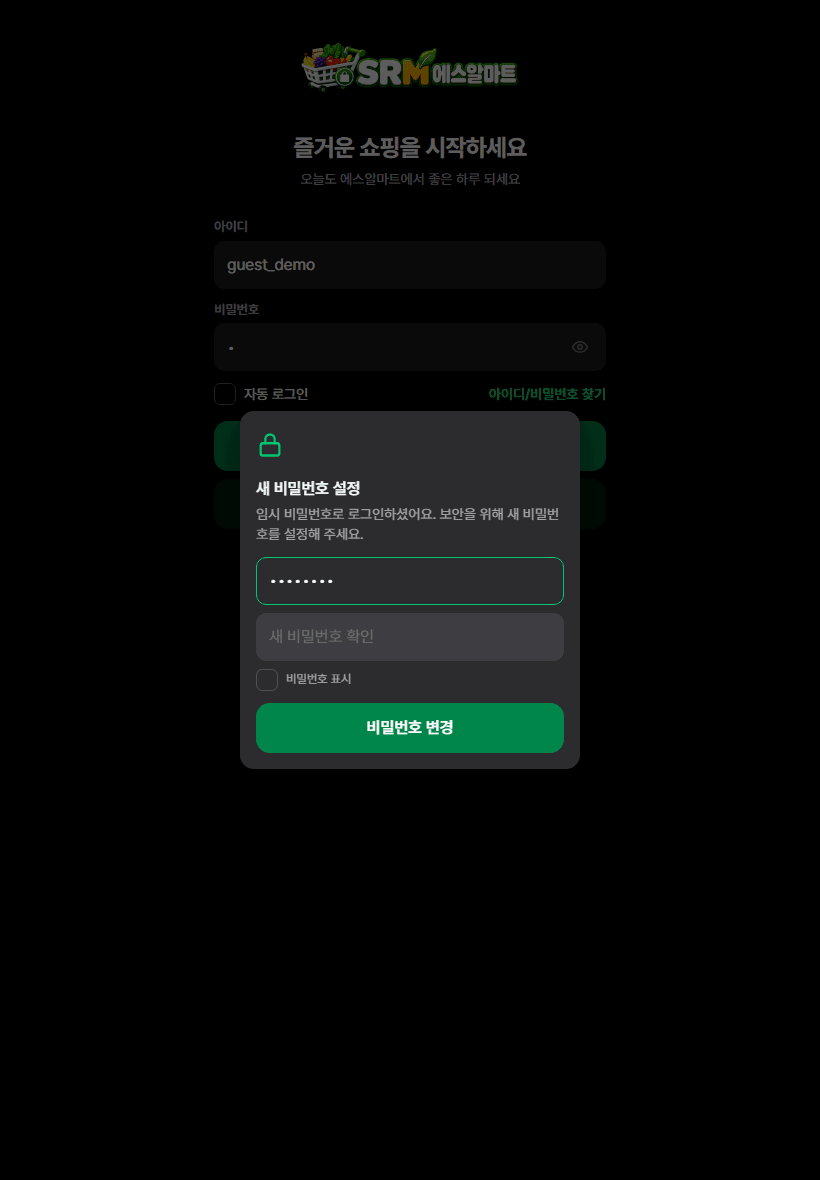 SRM 에스알마트
즐거운 쇼핑을 시작하세요
오늘도 에스알마트에서 좋은 하루 되세요
아이디
guest_demo
비밀번호
•
자동 로그인
아이디/비밀번호 찾기
새 비밀번호 설정
임시 비밀번호로 로그인하셨어요. 보안을 위해 새 비밀번
호를 설정해 주세요.
••••••••
새 비밀번호 확인
비밀번호 표시
비밀번호 변경